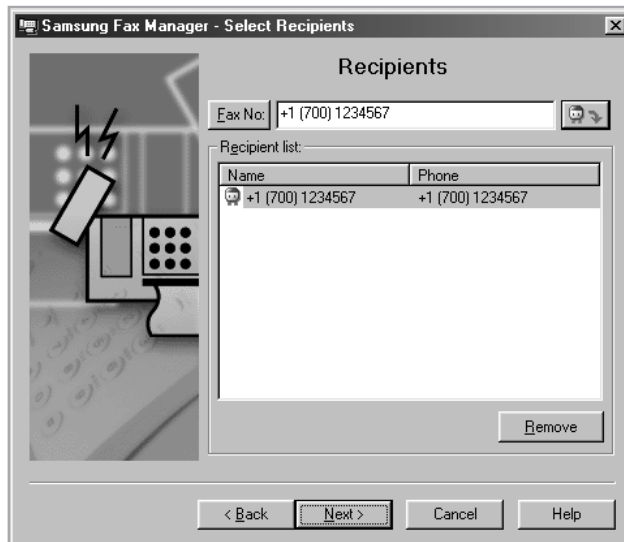 Samsung Fax Manager - Select Recipients
Recipients
Fax No: +1 (700) 1234567
Recipient list:
Name Phone
+1 (700) 1234567 +1 (700) 1234567
Remove
< Back Next > Cancel Help